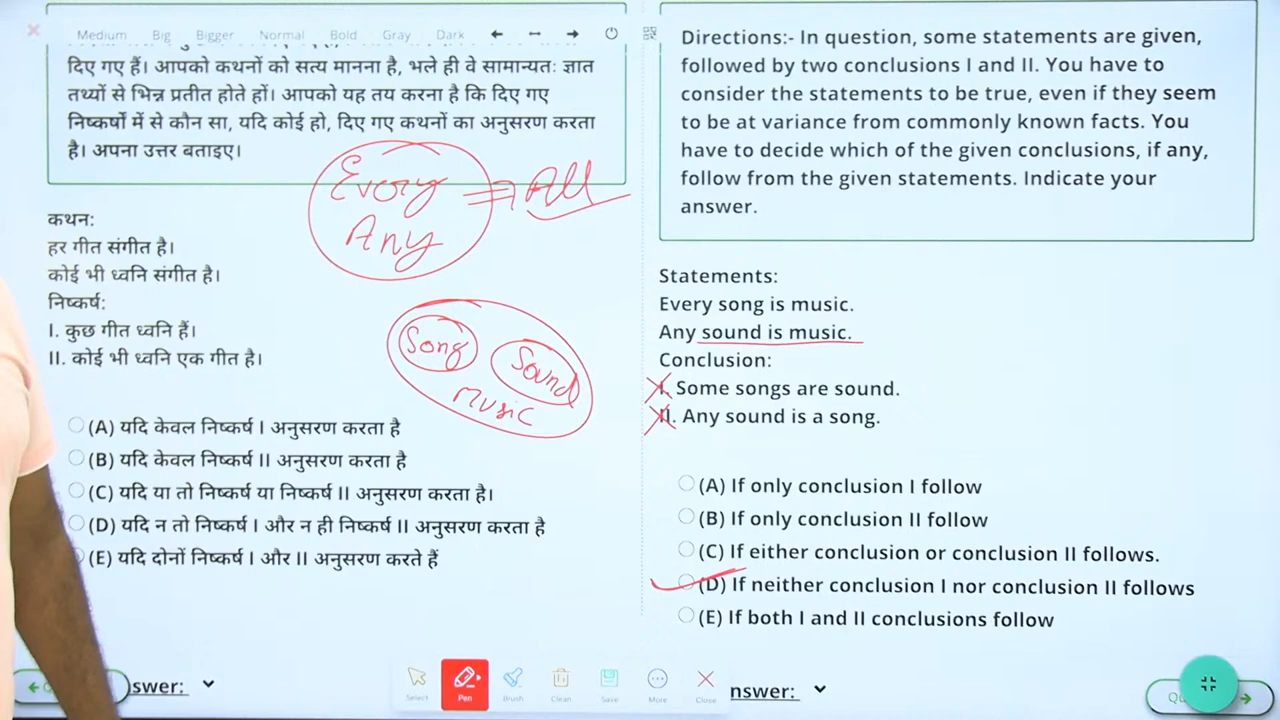 Medium Big Bigger Normal Bold Gray Dark
दिए गए हैं। आपको कथनों को सत्य मानना है, भले ही वे सामान्यतः ज्ञात
तथ्यों से भिन्न प्रतीत होते हों। आपको यह तय करना है कि दिए गए
निष्कर्षों में से कौन सा, यदि कोई हो, दिए गए कथनों का अनुसरण करता
है। अपना उत्तर बताइए।
Every
Any
All
कथन:
हर गीत संगीत है।
कोई भी ध्वनि संगीत है।
निष्कर्ष:
I. कुछ गीत ध्वनि हैं।
II. कोई भी ध्वनि एक गीत है।
Song
Sound
Music
(A) यदि केवल निष्कर्ष I अनुसरण करता है
(B) यदि केवल निष्कर्ष II अनुसरण करता है
(C) यदि या तो निष्कर्ष या निष्कर्ष II अनुसरण करता है।
(D) यदि न तो निष्कर्ष I और न ही निष्कर्ष II अनुसरण करता है
(E) यदि दोनों निष्कर्ष I और II अनुसरण करते हैं
swer:
Directions:- In question, some statements are given,
followed by two conclusions I and II. You have to
consider the statements to be true, even if they seem
to be at variance from commonly known facts. You
have to decide which of the given conclusions, if any,
follow from the given statements. Indicate your
answer.
Statements:
Every song is music.
Any sound is music.
Conclusion:
I. Some songs are sound.
II. Any sound is a song.
(A) If only conclusion I follow
(B) If only conclusion II follow
(C) If either conclusion or conclusion II follows.
(D) If neither conclusion I nor conclusion II follows
(E) If both I and II conclusions follow
nswer:
Select Pen Brush Clean Save More Close